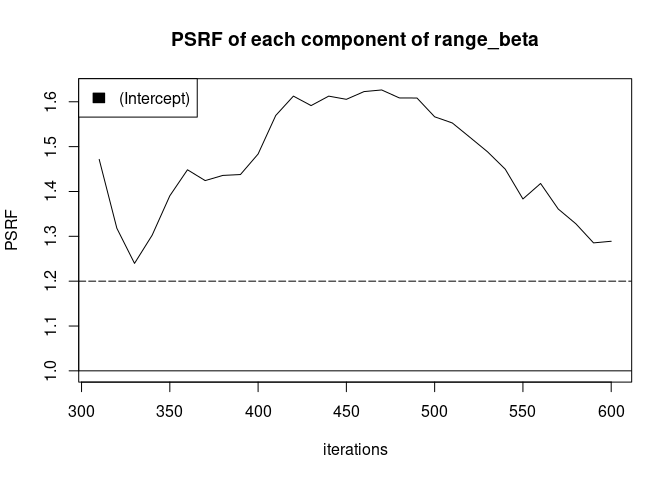 PSRF of each component of range_beta
(Intercept)
PSRF
1.6
1.5
1.4
1.3
1.2
1.1
1.0
300 350 400 450 500 550 600
iterations